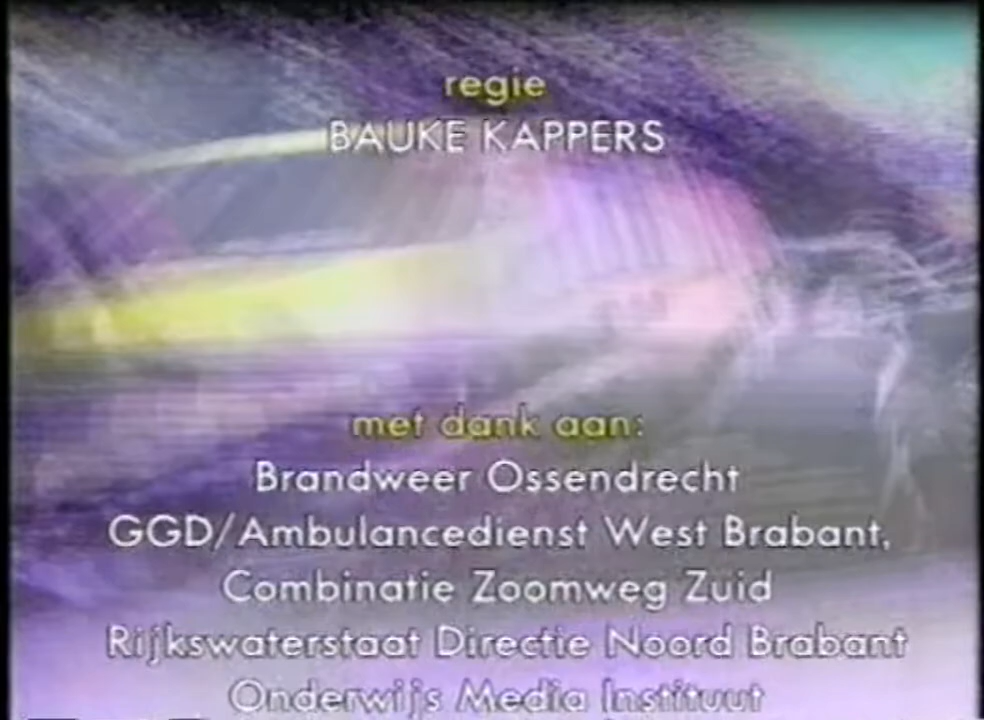 regie
BAUKE KAPPERS
met dank aan:
Brandweer Ossendrecht
GGD/Ambulancedienst West Brabant,
Combinatie Zoomweg Zuid
Rijkswaterstaat Directie Noord Brabant
Onderwijs Media Instituut